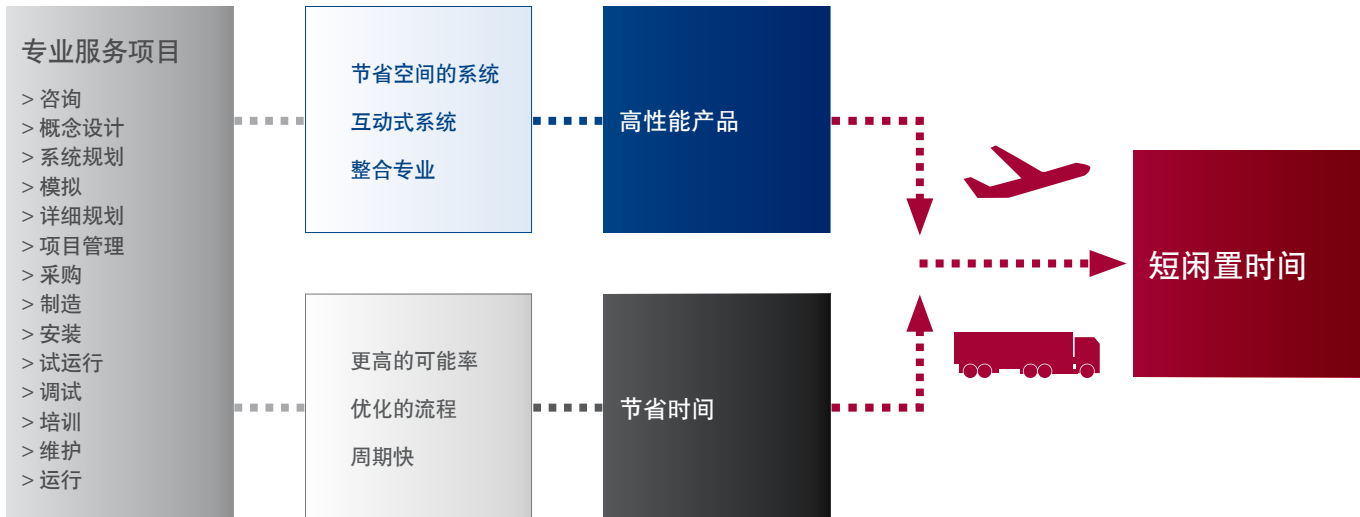 专业服务项目
> 咨询
> 概念设计
> 系统规划
> 模拟
> 详细规划
> 项目管理
> 采购
> 制造
> 安装
> 试运行
> 调试
> 培训
> 维护
> 运行
节省空间的系统
互动式系统
整合专业
高性能产品
更高的可能率
优化的流程
周期快
节省时间
短闲置时间